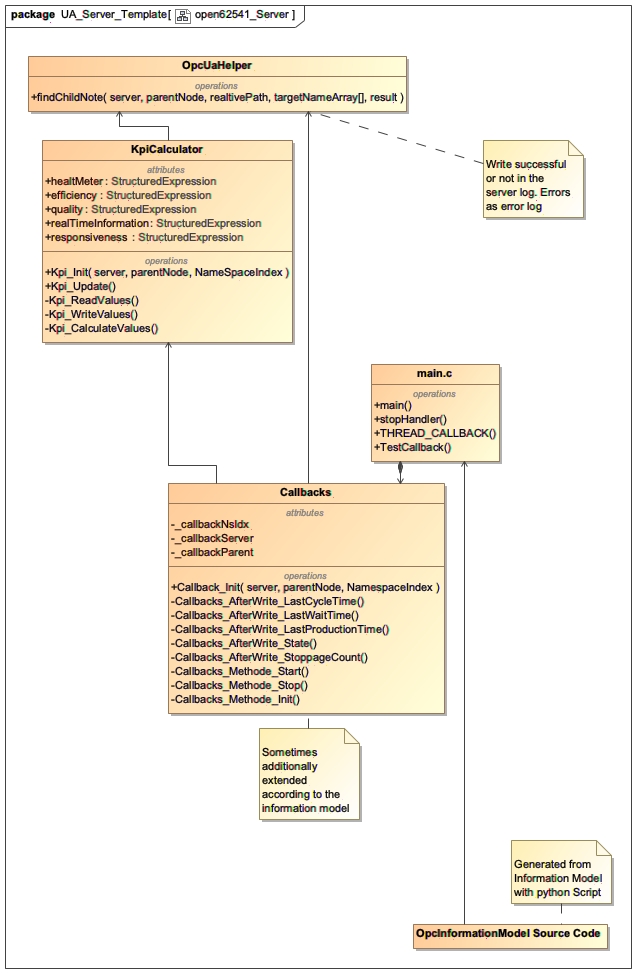 package UA_Server_Template[ open62541_Server ]
OpcUaHelper
operations
+findChildNote( server, parentNode, realtivePath, targetNameArray[], result )
KpiCalculator
attributes
+healtMeter : StructuredExpression
+efficiency : StructuredExpression
+quality : StructuredExpression
+realTimeInformation : StructuredExpression
+responsiveness : StructuredExpression
operations
+Kpi_Init( server, parentNode, NameSpaceIndex )
+Kpi_Update()
-Kpi_ReadValues()
-Kpi_WriteValues()
-Kpi_CalculateValues()
Write successful
or not in the
server log. Errors
as error log
main.c
operations
+main()
+stopHandler()
+THREAD_CALLBACK()
+TestCallback()
Callbacks
attributes
-_callbackNsIdx
-_callbackServer
-_callbackParent
operations
+Callback_Init( server, parentNode, NamespaceIndex )
-Callbacks_AfterWrite_LastCycleTime()
-Callbacks_AfterWrite_LastWaitTime()
-Callbacks_AfterWrite_LastProductionTime()
-Callbacks_AfterWrite_State()
-Callbacks_AfterWrite_StoppageCount()
-Callbacks_Methode_Start()
-Callbacks_Methode_Stop()
-Callbacks_Methode_Init()
Sometimes
additionally
extended
according to the
information model
Generated from
Information Model
with python Script
OpcInformationModel Source Code